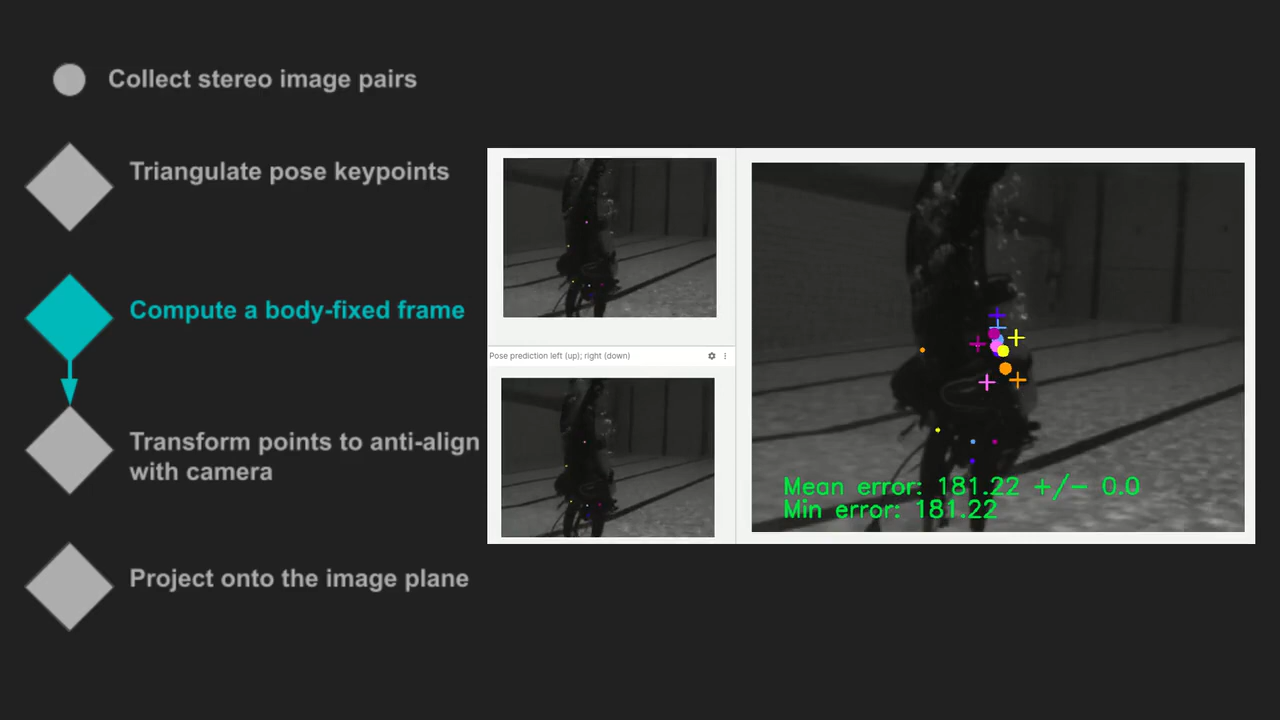 Collect stereo image pairs
Triangulate pose keypoints
Compute a body-fixed frame
Transform points to anti-align
with camera
Project onto the image plane
Pose prediction left (up); right (down)
Mean error: 181.22 +/- 0.0
Min error: 181.22